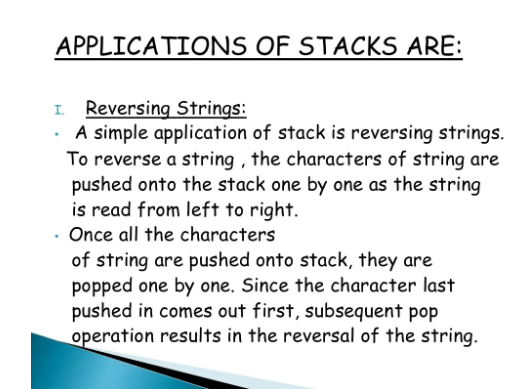 APPLICATIONS OF STACKS ARE:
I. Reversing Strings:
• A simple application of stack is reversing strings.
To reverse a string , the characters of string are
pushed onto the stack one by one as the string
is read from left to right.
• Once all the characters
of string are pushed onto stack, they are
popped one by one. Since the character last
pushed in comes out first, subsequent pop
operation results in the reversal of the string.